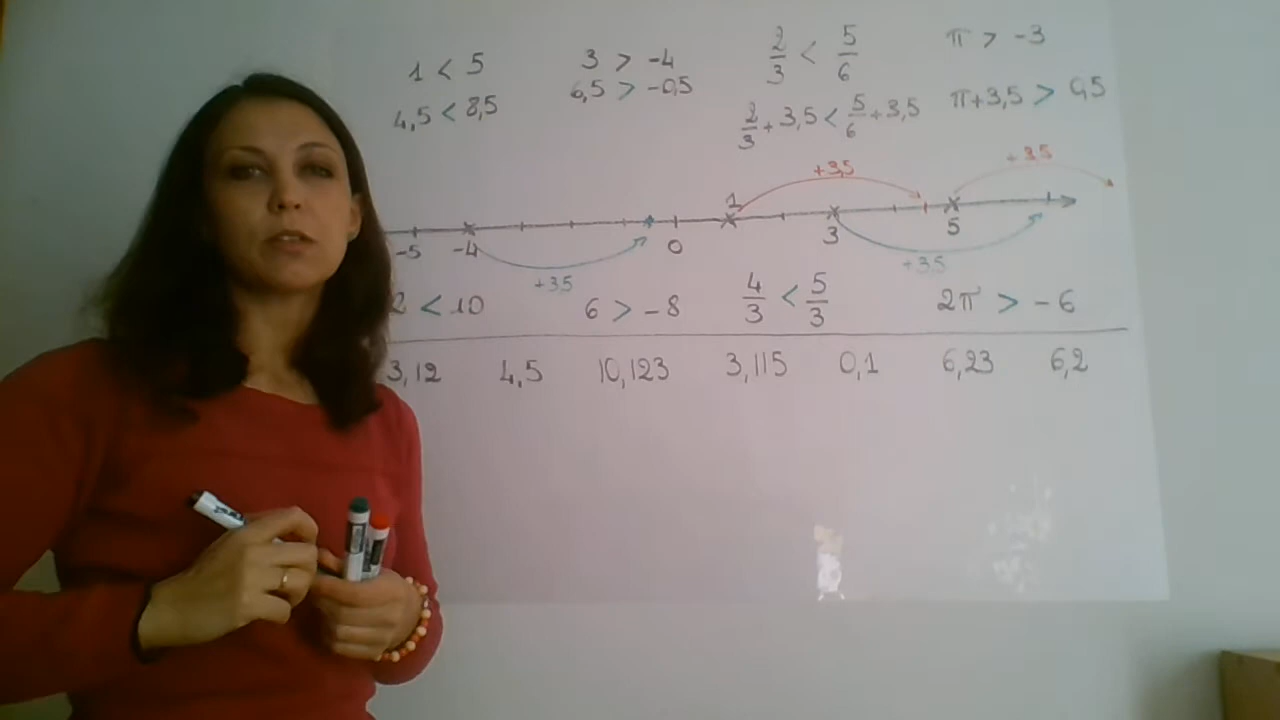 1 < 5
3 > -4
2/3 < 5/6
π > -3
4,5 < 8,5
6,5 > -0,5
2/3 + 3,5 < 5/6 + 3,5
π+3,5 > 0,5
+3,5
+3,5
1
-5
-4
0
3
5
+3,5
+3,5
2 < 10
6 > -8
4/3 < 5/3
2π > -6
3,12
4,5
10,123
3,115
0,1
6,23
6,2